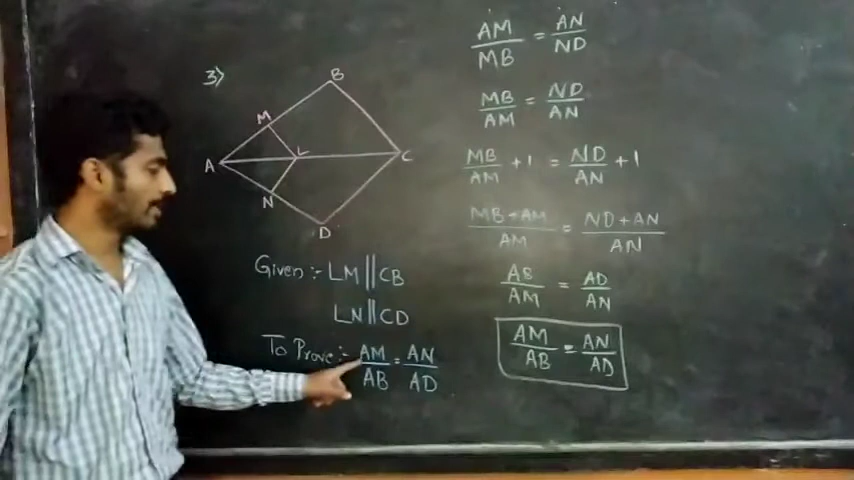 3>
B
M
L
A
C
N
D
Given :- LM || CB
LN || CD
To Prove :- AM/AB = AN/AD
AM/MB = AN/ND
MB/AM = ND/AN
MB/AM + 1 = ND/AN + 1
MB+AM/AM = ND+AN/AN
AB/AM = AD/AN
AM/AB = AN/AD